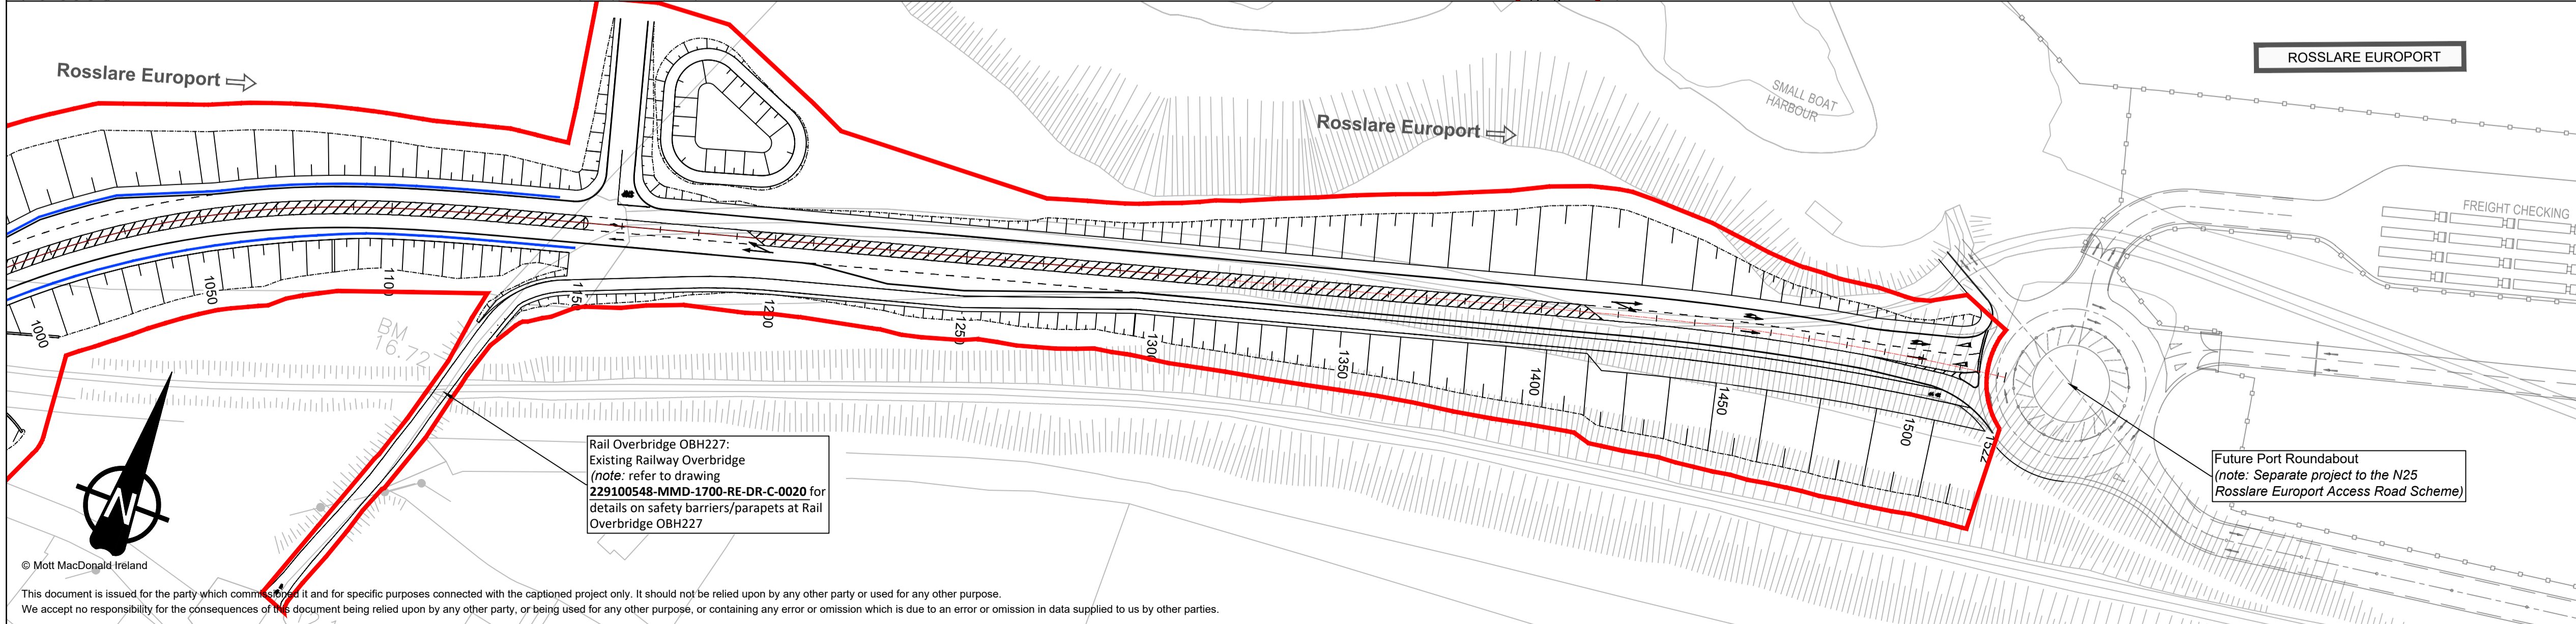 ROSSLARE EUROPORT
Rosslare Europort
Rosslare Europort
SMALL BOAT
HARBOUR
FREIGHT CHECKING
BM
16.72
1000
1050
1100
1150
1200
1250
1300
1350
1400
1450
1500
1522
Rail Overbridge OBH227:
Existing Railway Overbridge
(note: refer to drawing
229100548-MMD-1700-RE-DR-C-0020 for
details on safety barriers/parapets at Rail
Overbridge OBH227
Future Port Roundabout
(note: Separate project to the N25
Rosslare Europort Access Road Scheme)
N
© Mott MacDonald Ireland
This document is issued for the party which commissioned it and for specific purposes connected with the captioned project only. It should not be relied upon by any other party or used for any other purpose.
We accept no responsibility for the consequences of this document being relied upon by any other party, or being used for any other purpose, or containing any error or omission which is due to an error or omission in data supplied to us by other parties.